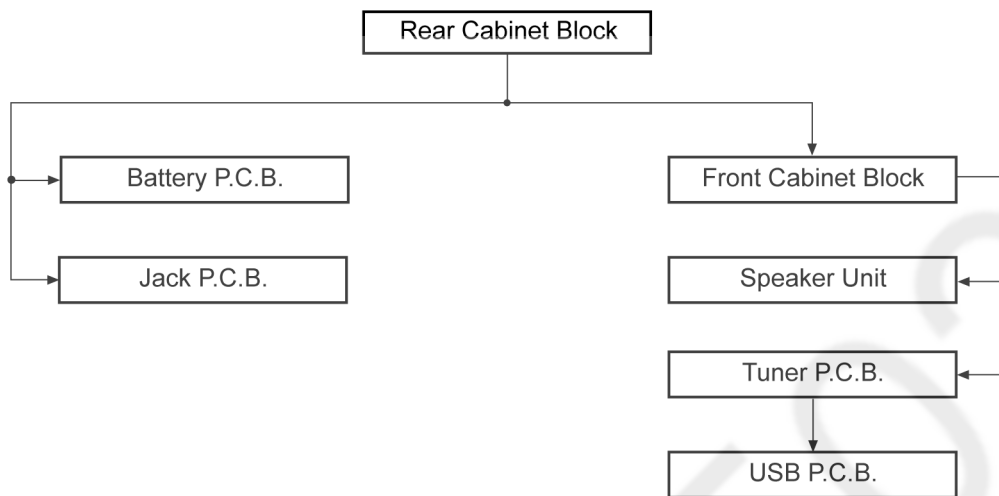 Rear Cabinet Block
Battery P.C.B.
Front Cabinet Block
Jack P.C.B.
Speaker Unit
Tuner P.C.B.
USB P.C.B.